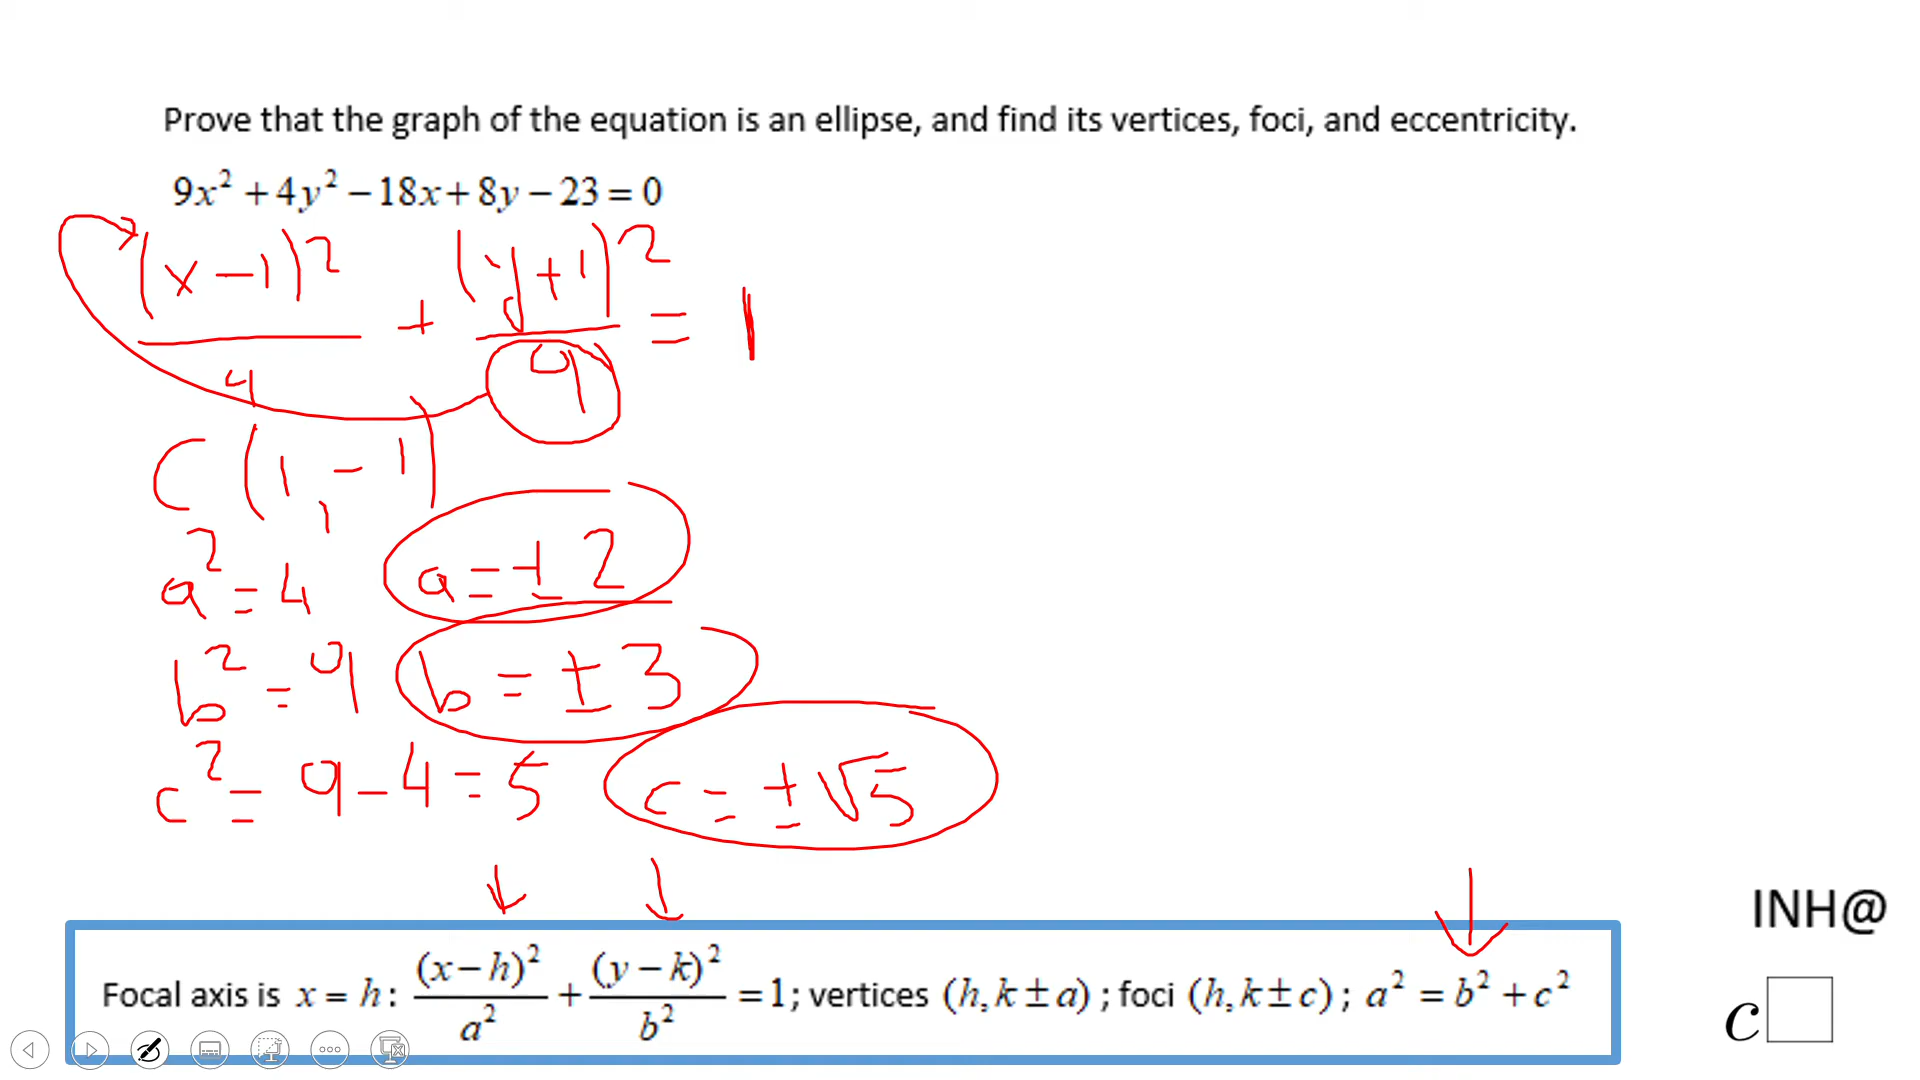 Prove that the graph of the equation is an ellipse, and find its vertices, foci, and eccentricity.
9x² + 4y² − 18x + 8y − 23 = 0
(x − 1)²/4 + (y + 1)²/9 = 1
C (1, −1)
a² = 4 a = ± 2
b² = 9 b = ± 3
c² = 9 − 4 = 5 c = ± √5
Focal axis is x = h: (x − h)²/a² + (y − k)²/b² = 1; vertices (h, k ± a); foci (h, k ± c); a² = b² + c²
INH@
c□